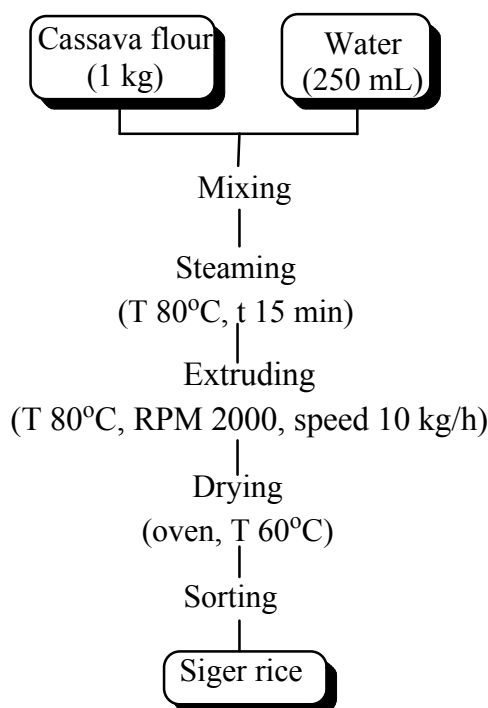 Cassava flour
(1 kg)
Water
(250 mL)
Mixing
Steaming
(T 80°C, t 15 min)
Extruding
(T 80°C, RPM 2000, speed 10 kg/h)
Drying
(oven, T 60°C)
Sorting
Siger rice